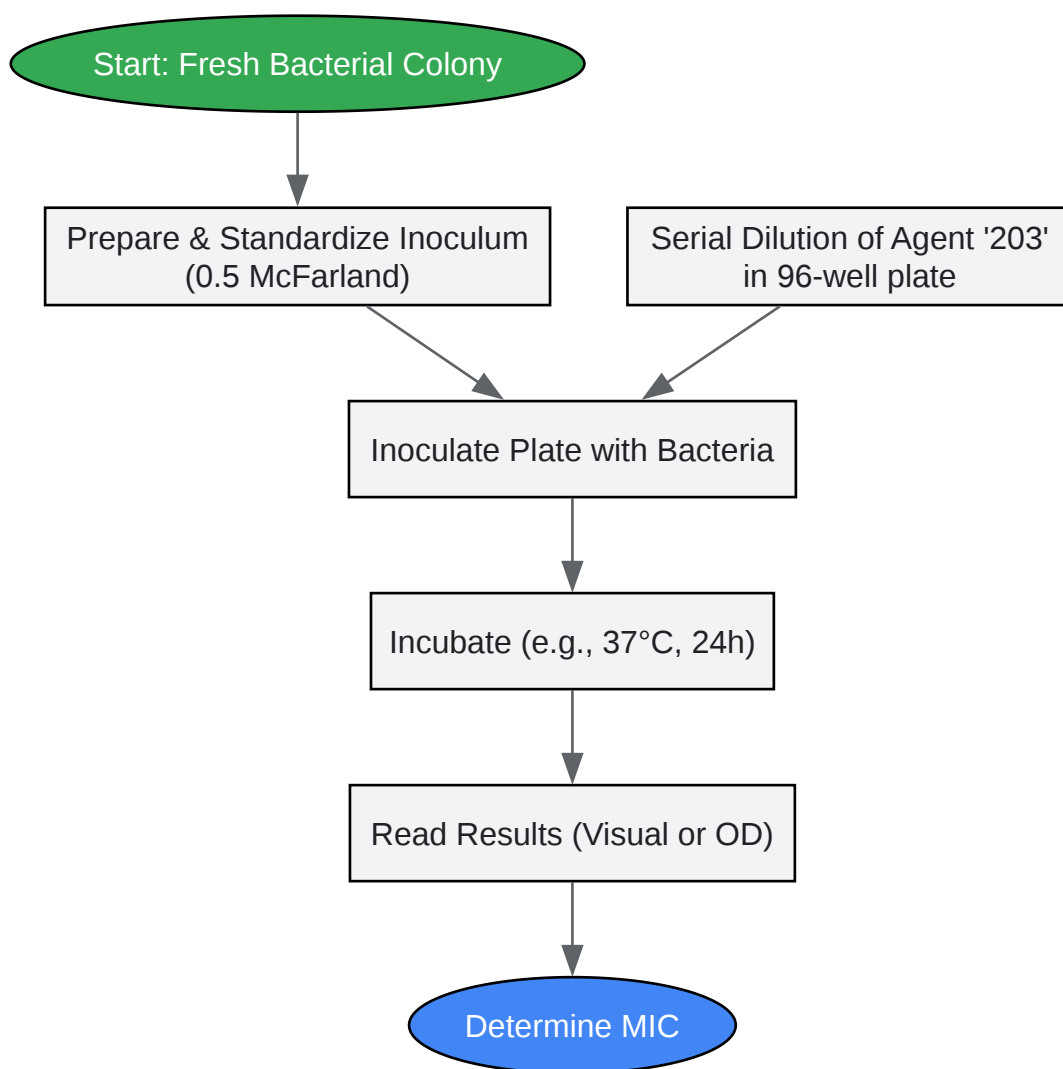 Start: Fresh Bacterial Colony
Prepare & Standardize Inoculum
(0.5 McFarland)
Serial Dilution of Agent '203'
in 96-well plate
Inoculate Plate with Bacteria
Incubate (e.g., 37°C, 24h)
Read Results (Visual or OD)
Determine MIC